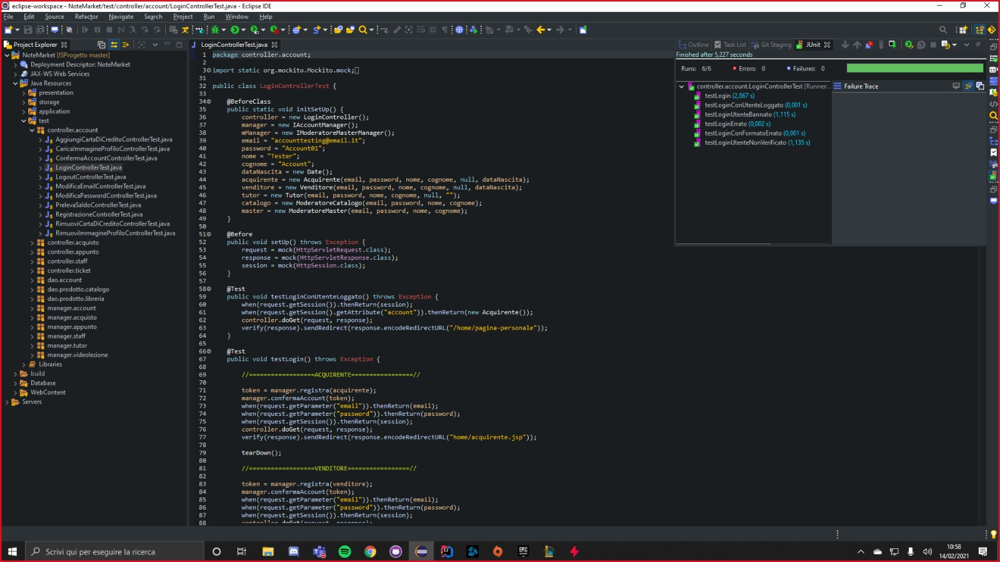 eclipse-workspace - NoteMarket/test/controller/account/LoginControllerTest.java - Eclipse IDE
File Edit Source Refactor Navigate Search Project Run Window Help
Project Explorer
NoteMarket [ISProgetto master]
Deployment Descriptor: NoteMarket
JAX-WS Web Services
Java Resources
presentation
storage
application
test
controller.account
AggiungiCartaDiCreditoControllerTest.java
CaricaImmagineProfiloControllerTest.java
ConfermaAccountControllerTest.java
LoginControllerTest.java
LogoutControllerTest.java
ModificaEmailControllerTest.java
ModificaPasswordControllerTest.java
PrelevaSaldoControllerTest.java
RegistrazioneControllerTest.java
RimuoviCartaDiCreditoControllerTest.java
RimuoviImmagineProfiloControllerTest.java
controller.acquisto
controller.appunto
controller.staff
controller.ticket
dao.account
dao.prodotto.catalogo
dao.prodotto.libreria
manager.account
manager.acquisto
manager.appunto
manager.staff
manager.tutor
manager.videolezione
Libraries
build
Database
WebContent
Servers
LoginControllerTest.java
1 package controller.account;
2
3 import static org.mockito.Mockito.mock;
31
32 public class LoginControllerTest {
33
34 @BeforeClass
35 public static void initSetUp() {
36 controller = new LoginController();
37 manager = new IAccountManager();
38 mManager = new IModeratoreMasterManager();
39 email = "accounttesting@email.it";
40 password = "Account01";
41 nome = "Tester";
42 cognome = "Account";
43 dataNascita = new Date();
44 acquirente = new Acquirente(email, password, nome, cognome, null, dataNascita);
45 venditore = new Venditore(email, password, nome, cognome, null, dataNascita);
46 tutor = new Tutor(email, password, nome, cognome, null, "");
47 catalogo = new ModeratoreCatalogo(email, password, nome, cognome);
48 master = new ModeratoreMaster(email, password, nome, cognome);
49 }
50
51 @Before
52 public void setUp() throws Exception {
53 request = mock(HttpServletRequest.class);
54 response = mock(HttpServletResponse.class);
55 session = mock(HttpSession.class);
56 }
57
58 @Test
59 public void testLoginConUtenteLoggato() throws Exception {
60 when(request.getSession()).thenReturn(session);
61 when(request.getSession().getAttribute("account")).thenReturn(new Acquirente());
62 controller.doGet(request, response);
63 verify(response).sendRedirect(response.encodeRedirectURL("/home/pagina-personale"));
64 }
65
66 @Test
67 public void testLogin() throws Exception {
68
69 //==================ACQUIRENTE=================//
70
71 token = manager.registra(acquirente);
72 manager.confermaAccount(token);
73 when(request.getParameter("email")).thenReturn(email);
74 when(request.getParameter("password")).thenReturn(password);
75 when(request.getSession()).thenReturn(session);
76 controller.doGet(request, response);
77 verify(response).sendRedirect(response.encodeRedirectURL("home/acquirente.jsp"));
78
79 tearDown();
80
81 //==================VENDITORE=================//
82
83 token = manager.registra(venditore);
84 manager.confermaAccount(token);
85 when(request.getParameter("email")).thenReturn(email);
86 when(request.getParameter("password")).thenReturn(password);
87 when(request.getSession()).thenReturn(session);
88 controller.doGet(request, response);
Outline Task List Git Staging JUnit
Finished after 5,227 seconds
Runs: 6/6 Errors: 0 Failures: 0
controller.account.LoginControllerTest [Runner:
testLogin (2,867 s)
testLoginConUtenteLoggato (0,001 s)
testLoginUtenteBannato (1,115 s)
testLoginErrato (0,002 s)
testLoginConFormatoErrato (0,001 s)
testLoginUtenteNonVerificato (1,135 s)
Failure Trace
Scrivi qui per eseguire la ricerca
EPIC GAMES
10:58
14/02/2021